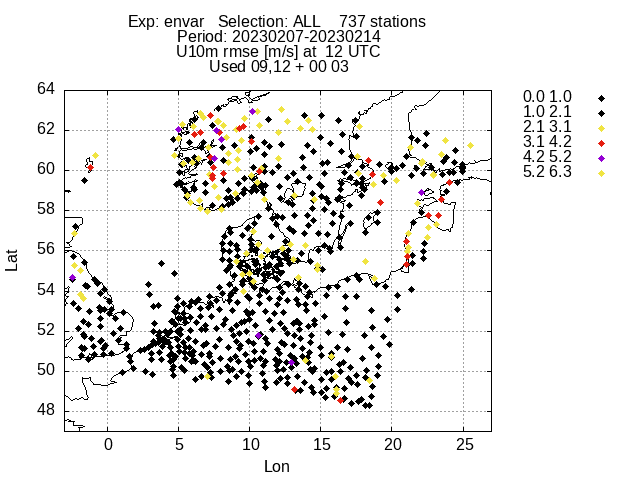 Exp: envar   Selection: ALL    737 stations
Period: 20230207-20230214
U10m rmse [m/s] at  12 UTC
Used 09,12 + 00 03
0.0 1.0
1.0 2.1
2.1 3.1
3.1 4.2
4.2 5.2
5.2 6.3
64
62
60
58
56
54
52
50
48
Lat
0 5 10 15 20 25
Lon